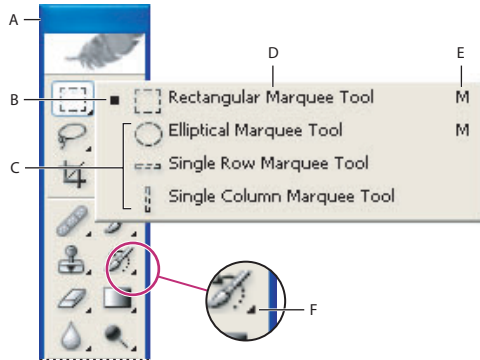 A
D
E
B
Rectangular Marquee Tool M
Elliptical Marquee Tool M
C
Single Row Marquee Tool
Single Column Marquee Tool
F